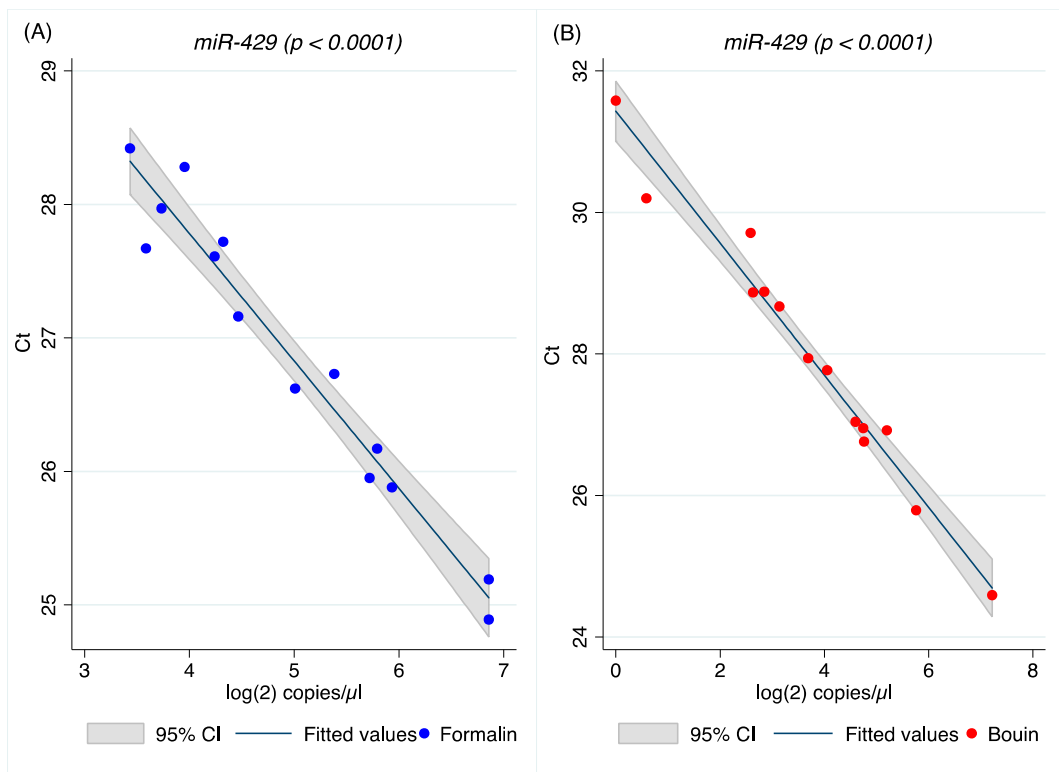 (A)
miR-429 (p < 0.0001)
29
28
27
26
25
Ct
3 4 5 6 7
log(2) copies/µl
95% CI Fitted values Formalin
(B)
miR-429 (p < 0.0001)
32
30
28
26
24
Ct
0 2 4 6 8
log(2) copies/µl
95% CI Fitted values Bouin